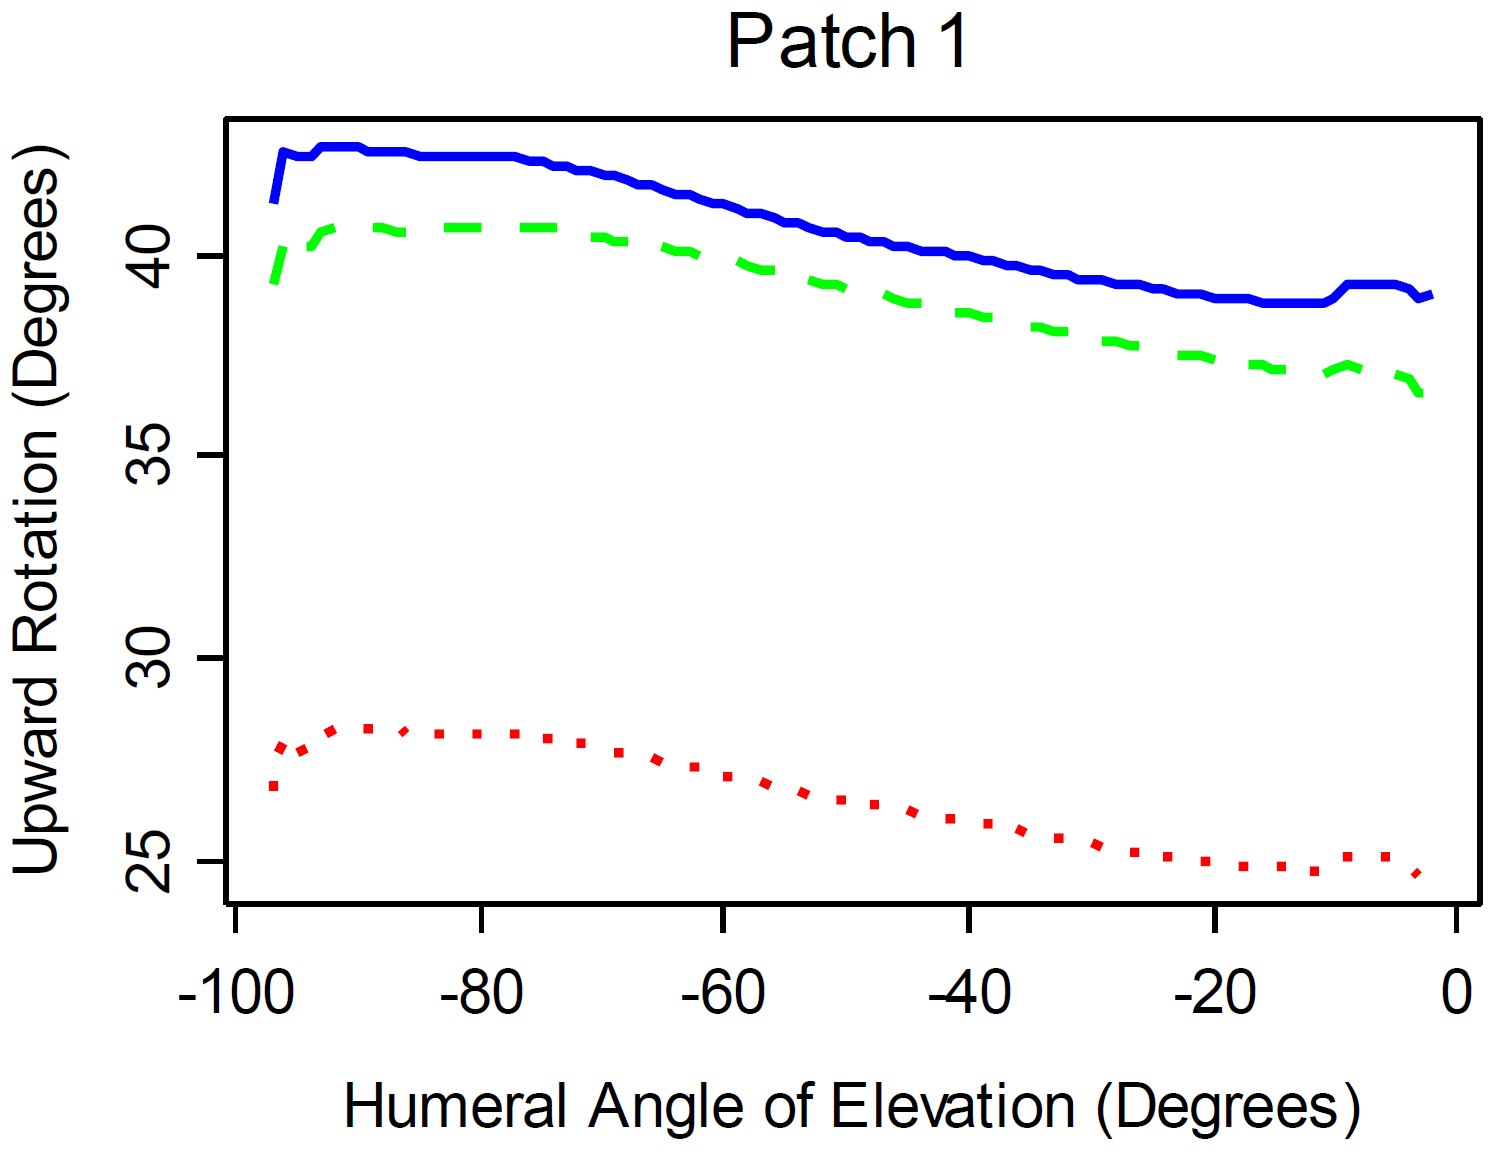 Patch 1
Upward Rotation (Degrees)
40
35
30
25
-100 -80 -60 -40 -20 0
Humeral Angle of Elevation (Degrees)